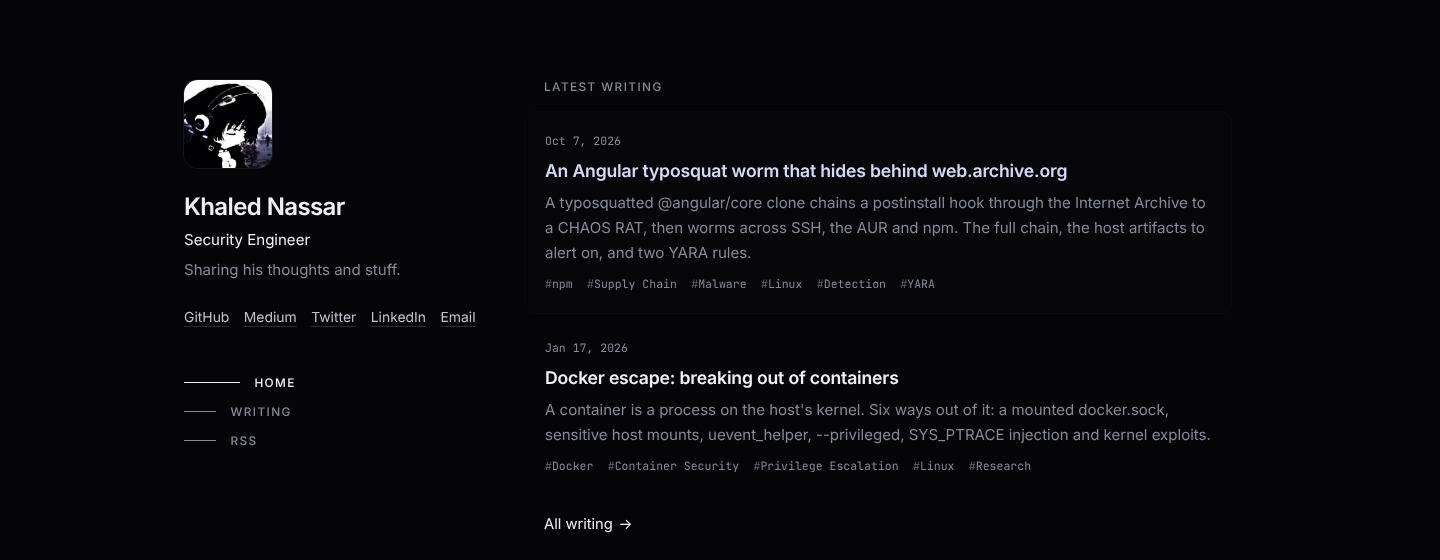 Khaled Nassar
Security Engineer
Sharing his thoughts and stuff.
GitHub Medium Twitter LinkedIn Email
HOME
WRITING
RSS
LATEST WRITING
Oct 7, 2026
An Angular typosquat worm that hides behind web.archive.org
A typosquatted @angular/core clone chains a postinstall hook through the Internet Archive to
a CHAOS RAT, then worms across SSH, the AUR and npm. The full chain, the host artifacts to
alert on, and two YARA rules.
#npm #Supply Chain #Malware #Linux #Detection #YARA
Jan 17, 2026
Docker escape: breaking out of containers
A container is a process on the host's kernel. Six ways out of it: a mounted docker.sock,
sensitive host mounts, uevent_helper, --privileged, SYS_PTRACE injection and kernel exploits.
#Docker #Container Security #Privilege Escalation #Linux #Research
All writing →